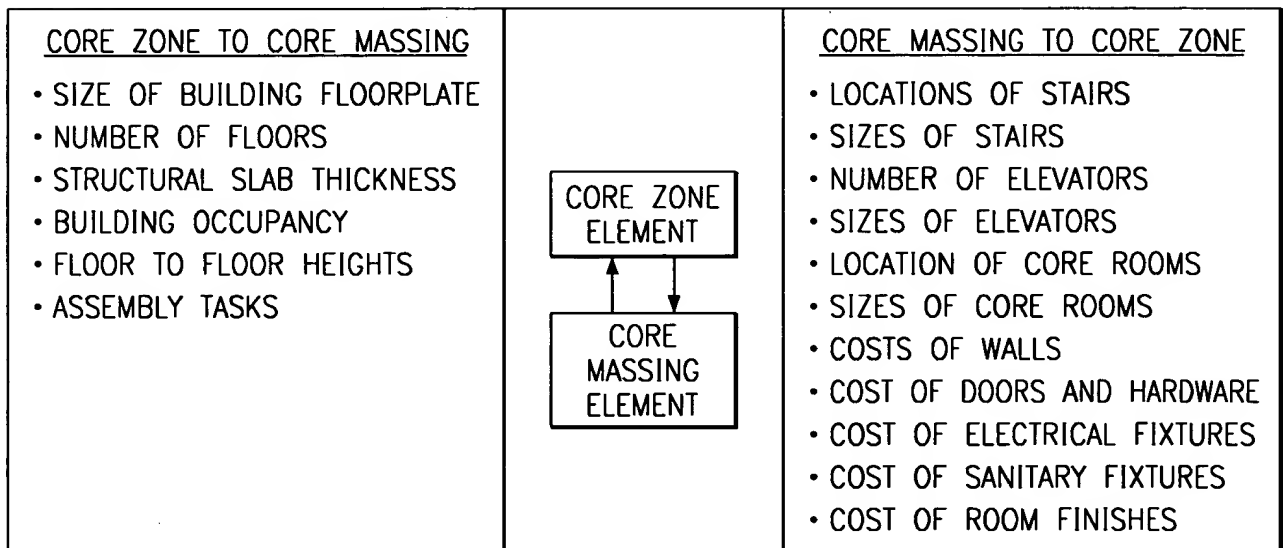 CORE ZONE TO CORE MASSING
• SIZE OF BUILDING FLOORPLATE
• NUMBER OF FLOORS
• STRUCTURAL SLAB THICKNESS
• BUILDING OCCUPANCY
• FLOOR TO FLOOR HEIGHTS
• ASSEMBLY TASKS
CORE ZONE
ELEMENT
CORE
MASSING
ELEMENT
CORE MASSING TO CORE ZONE
• LOCATIONS OF STAIRS
• SIZES OF STAIRS
• NUMBER OF ELEVATORS
• SIZES OF ELEVATORS
• LOCATION OF CORE ROOMS
• SIZES OF CORE ROOMS
• COSTS OF WALLS
• COST OF DOORS AND HARDWARE
• COST OF ELECTRICAL FIXTURES
• COST OF SANITARY FIXTURES
• COST OF ROOM FINISHES